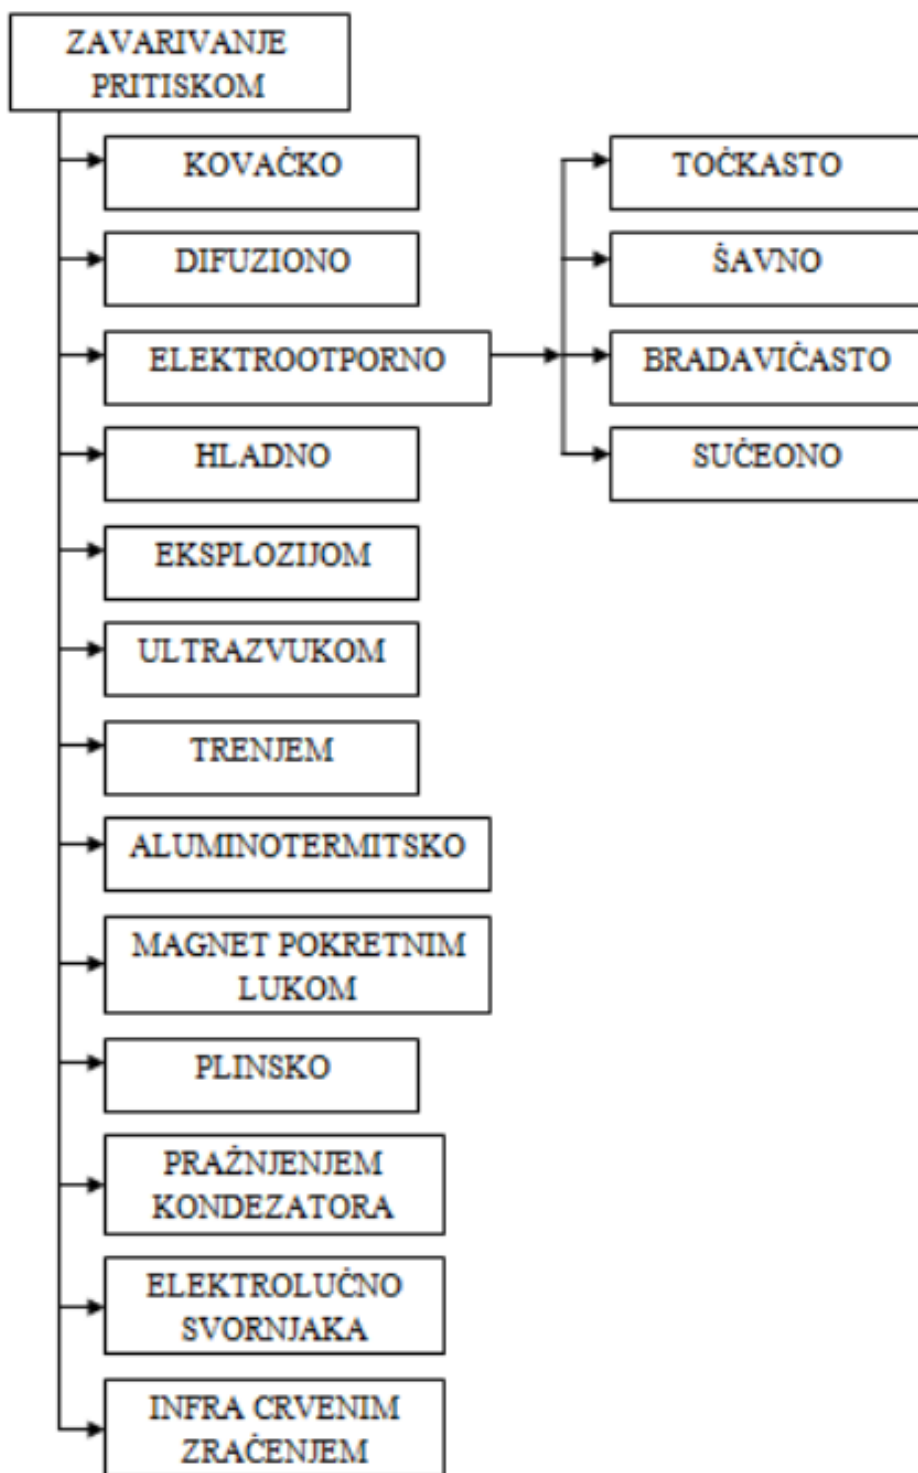 ZAVARIVANJE
PRITISKOM
KOVAČKO
DIFUZIONO
ELEKTROOTPORNO
TOČKASTO
ŠAVNO
BRADAVIČASTO
SUČEONO
HLADNO
EKSPLOZIJOM
ULTRAZVUKOM
TRENJEM
ALUMINOTERMITSKO
MAGNET POKRETNIM
LUKOM
PLINSKO
PRAŽNJENJEM
KONDEZATORA
ELEKTROLUČNO
SVORNJAKA
INFRA CRVENIM
ZRAČENJEM